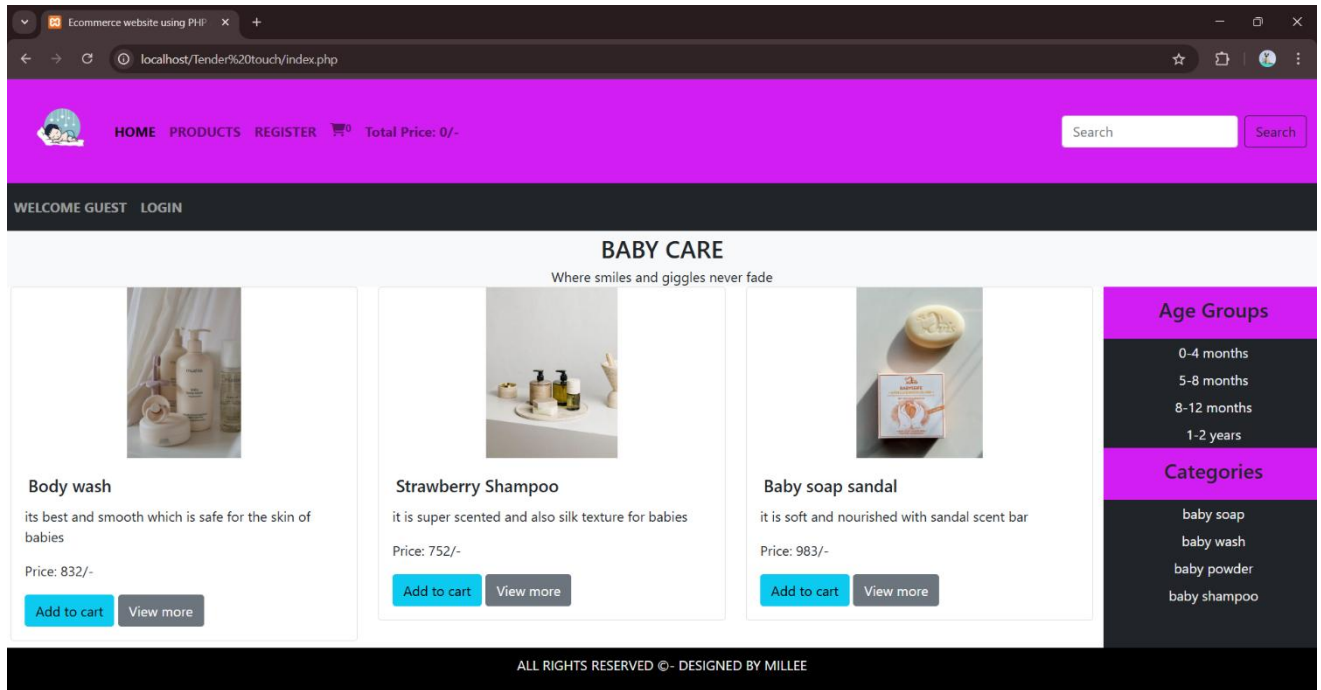 Ecommerce website using PHP
localhost/Tender%20touch/index.php
HOME PRODUCTS REGISTER 0 Total Price: 0/-
Search Search
WELCOME GUEST LOGIN
BABY CARE
Where smiles and giggles never fade
Body wash
its best and smooth which is safe for the skin of
babies
Price: 832/-
Add to cart View more
Strawberry Shampoo
it is super scented and also silk texture for babies
Price: 752/-
Add to cart View more
Baby soap sandal
it is soft and nourished with sandal scent bar
Price: 983/-
Add to cart View more
Age Groups
0-4 months
5-8 months
8-12 months
1-2 years
Categories
baby soap
baby wash
baby powder
baby shampoo
ALL RIGHTS RESERVED ©- DESIGNED BY MILLEE